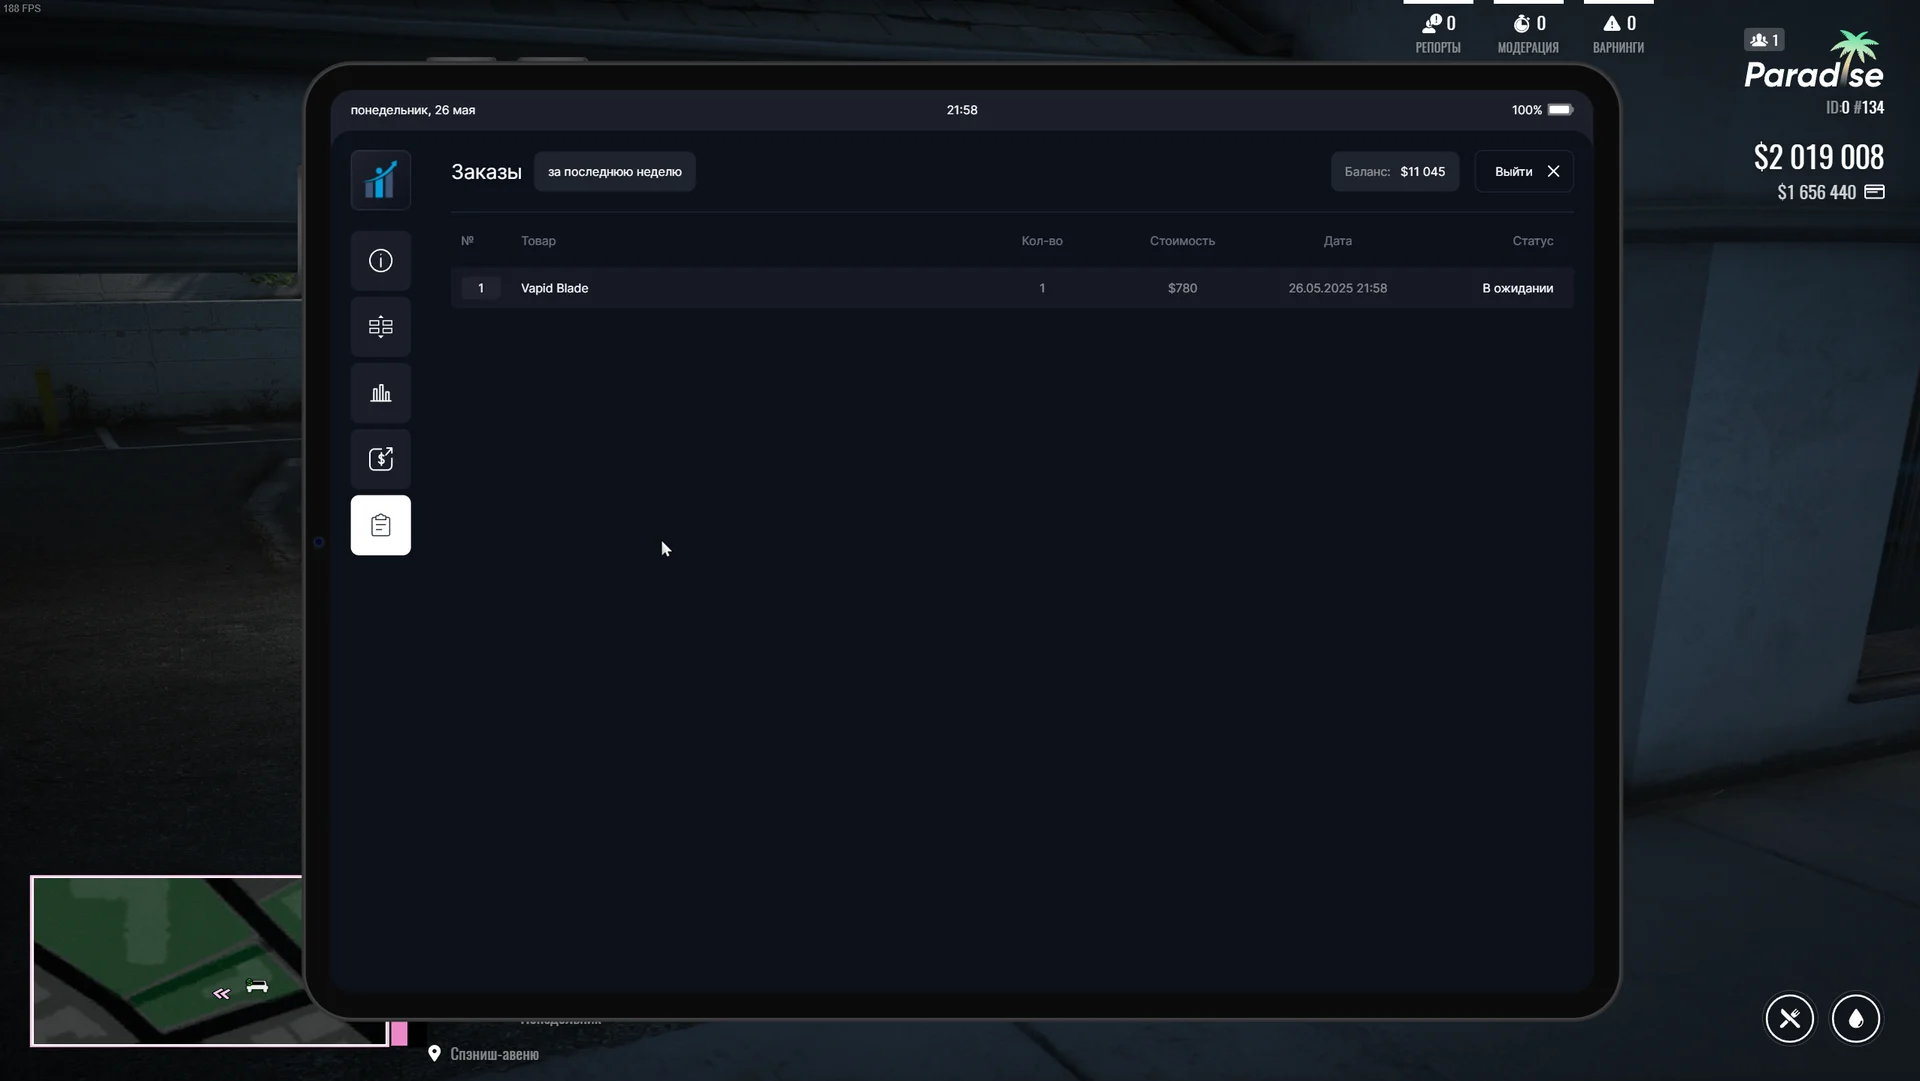 188 FPS
0
РЕПОРТЫ
0
МОДЕРАЦИЯ
0
ВАРНИНГИ
1
Paradise
ID:0 #134
$2 019 008
$1 656 440
понедельник, 26 мая
21:58
100%
Заказы
за последнюю неделю
Баланс: $11 045
Выйти
№ Товар Кол-во Стоимость Дата Статус
1 Vapid Blade 1 $780 26.05.2025 21:58 В ожидании
Спэниш-авеню